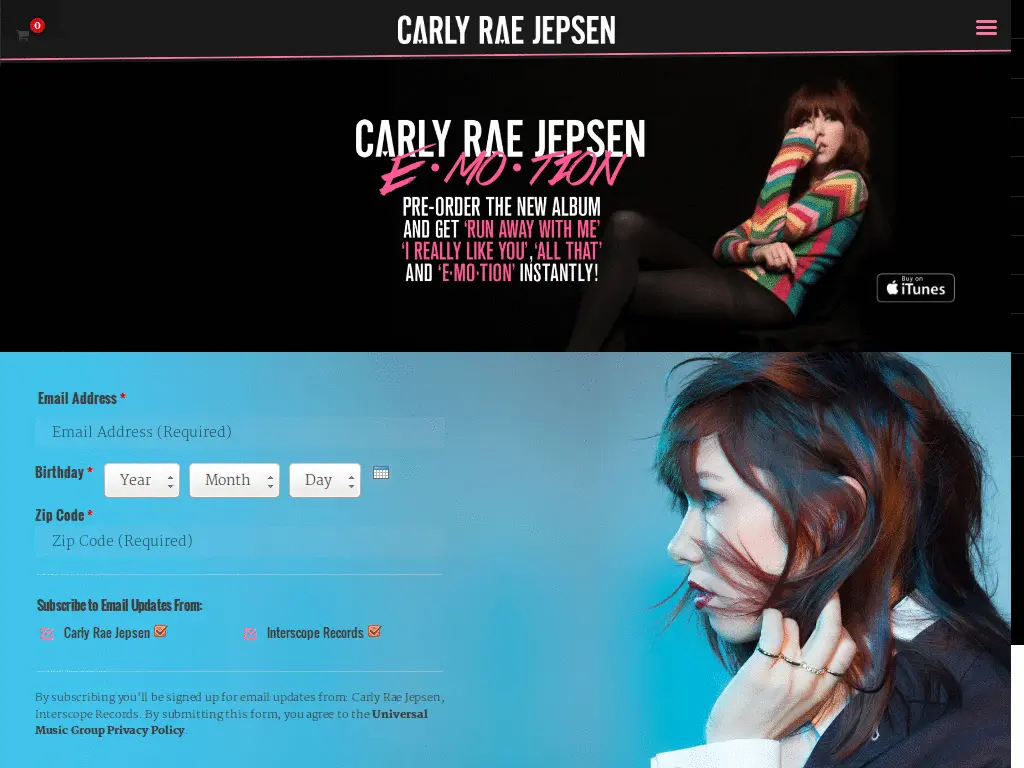 0
CARLY RAE JEPSEN
CARLY RAE JEPSEN
E·MO·TION
PRE-ORDER THE NEW ALBUM
AND GET 'RUN AWAY WITH ME'
'I REALLY LIKE YOU', 'ALL THAT'
AND 'E·MO·TION' INSTANTLY!
Buy on
iTunes
Email Address *
Email Address (Required)
Birthday * Year Month Day
Zip Code *
Zip Code (Required)
Subscribe to Email Updates From:
Carly Rae Jepsen Interscope Records
By subscribing you'll be signed up for email updates from: Carly Rae Jepsen,
Interscope Records. By submitting this form, you agree to the Universal
Music Group Privacy Policy.